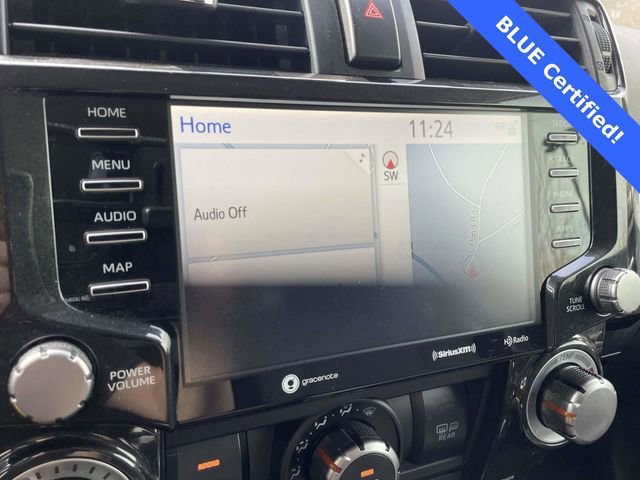 BLUE Certified!
HOME
MENU
AUDIO
MAP
POWER
VOLUME
Home
11:24
Audio Off
SW
Pond Rd
PHONE
APPS
TUNE
SCROLL
gracenote
SiriusXM
HD Radio
TEMP
REAR